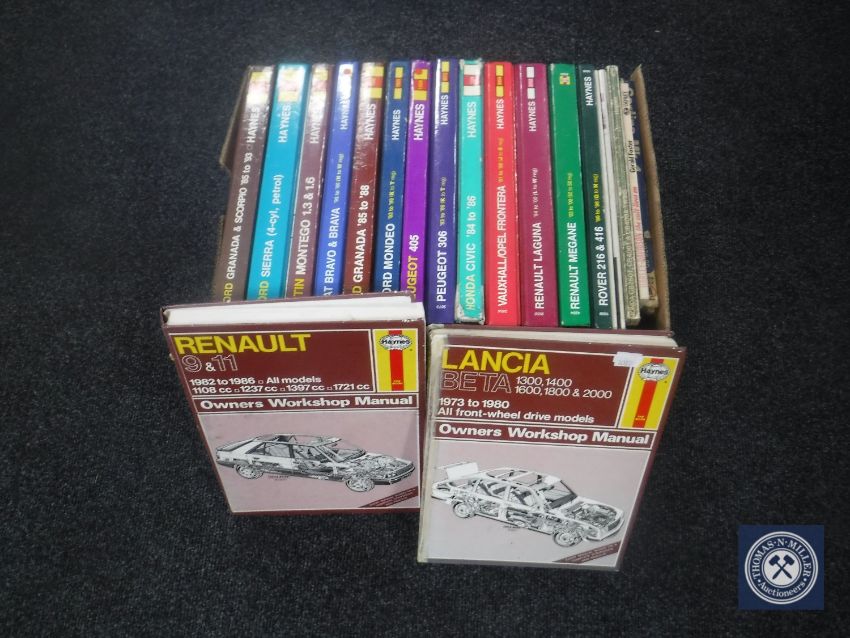 FORD GRANADA & SCORPIO '85 to '93 HAYNES
FORD SIERRA (4-cyl, petrol) HAYNES
MONTEGO 1.3 & 1.6 HAYNES
BRAVO & BRAVA HAYNES
GRANADA '85 to '88 HAYNES
MONDEO HAYNES
PEUGEOT 405 HAYNES
PEUGEOT 306 HAYNES
HONDA CIVIC '84 to '86 HAYNES
VAUXHALL/OPEL FRONTERA HAYNES
RENAULT LAGUNA HAYNES
RENAULT MEGANE HAYNES
ROVER 216 & 416 HAYNES
RENAULT
9 & 11
Haynes
1982 to 1986 □ All models
1108 cc □ 1237 cc □ 1397 cc □ 1721 cc
Owners Workshop Manual
LANCIA
BETA 1300, 1400
1600, 1800 & 2000
Haynes
1973 to 1980
All front-wheel drive models
Owners Workshop Manual
THOMAS·N·MILLER
Auctioneers